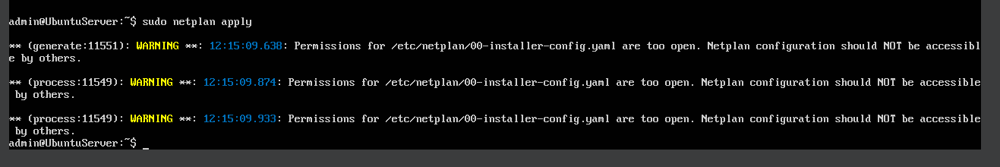 admin@UbuntuServer:~$ sudo netplan apply
** (generate:11551): WARNING **: 12:15:09.638: Permissions for /etc/netplan/00-installer-config.yaml are too open. Netplan configuration should NOT be accessibl
e by others.
** (process:11549): WARNING **: 12:15:09.874: Permissions for /etc/netplan/00-installer-config.yaml are too open. Netplan configuration should NOT be accessible
by others.
** (process:11549): WARNING **: 12:15:09.933: Permissions for /etc/netplan/00-installer-config.yaml are too open. Netplan configuration should NOT be accessible
by others.
admin@UbuntuServer:~$ _